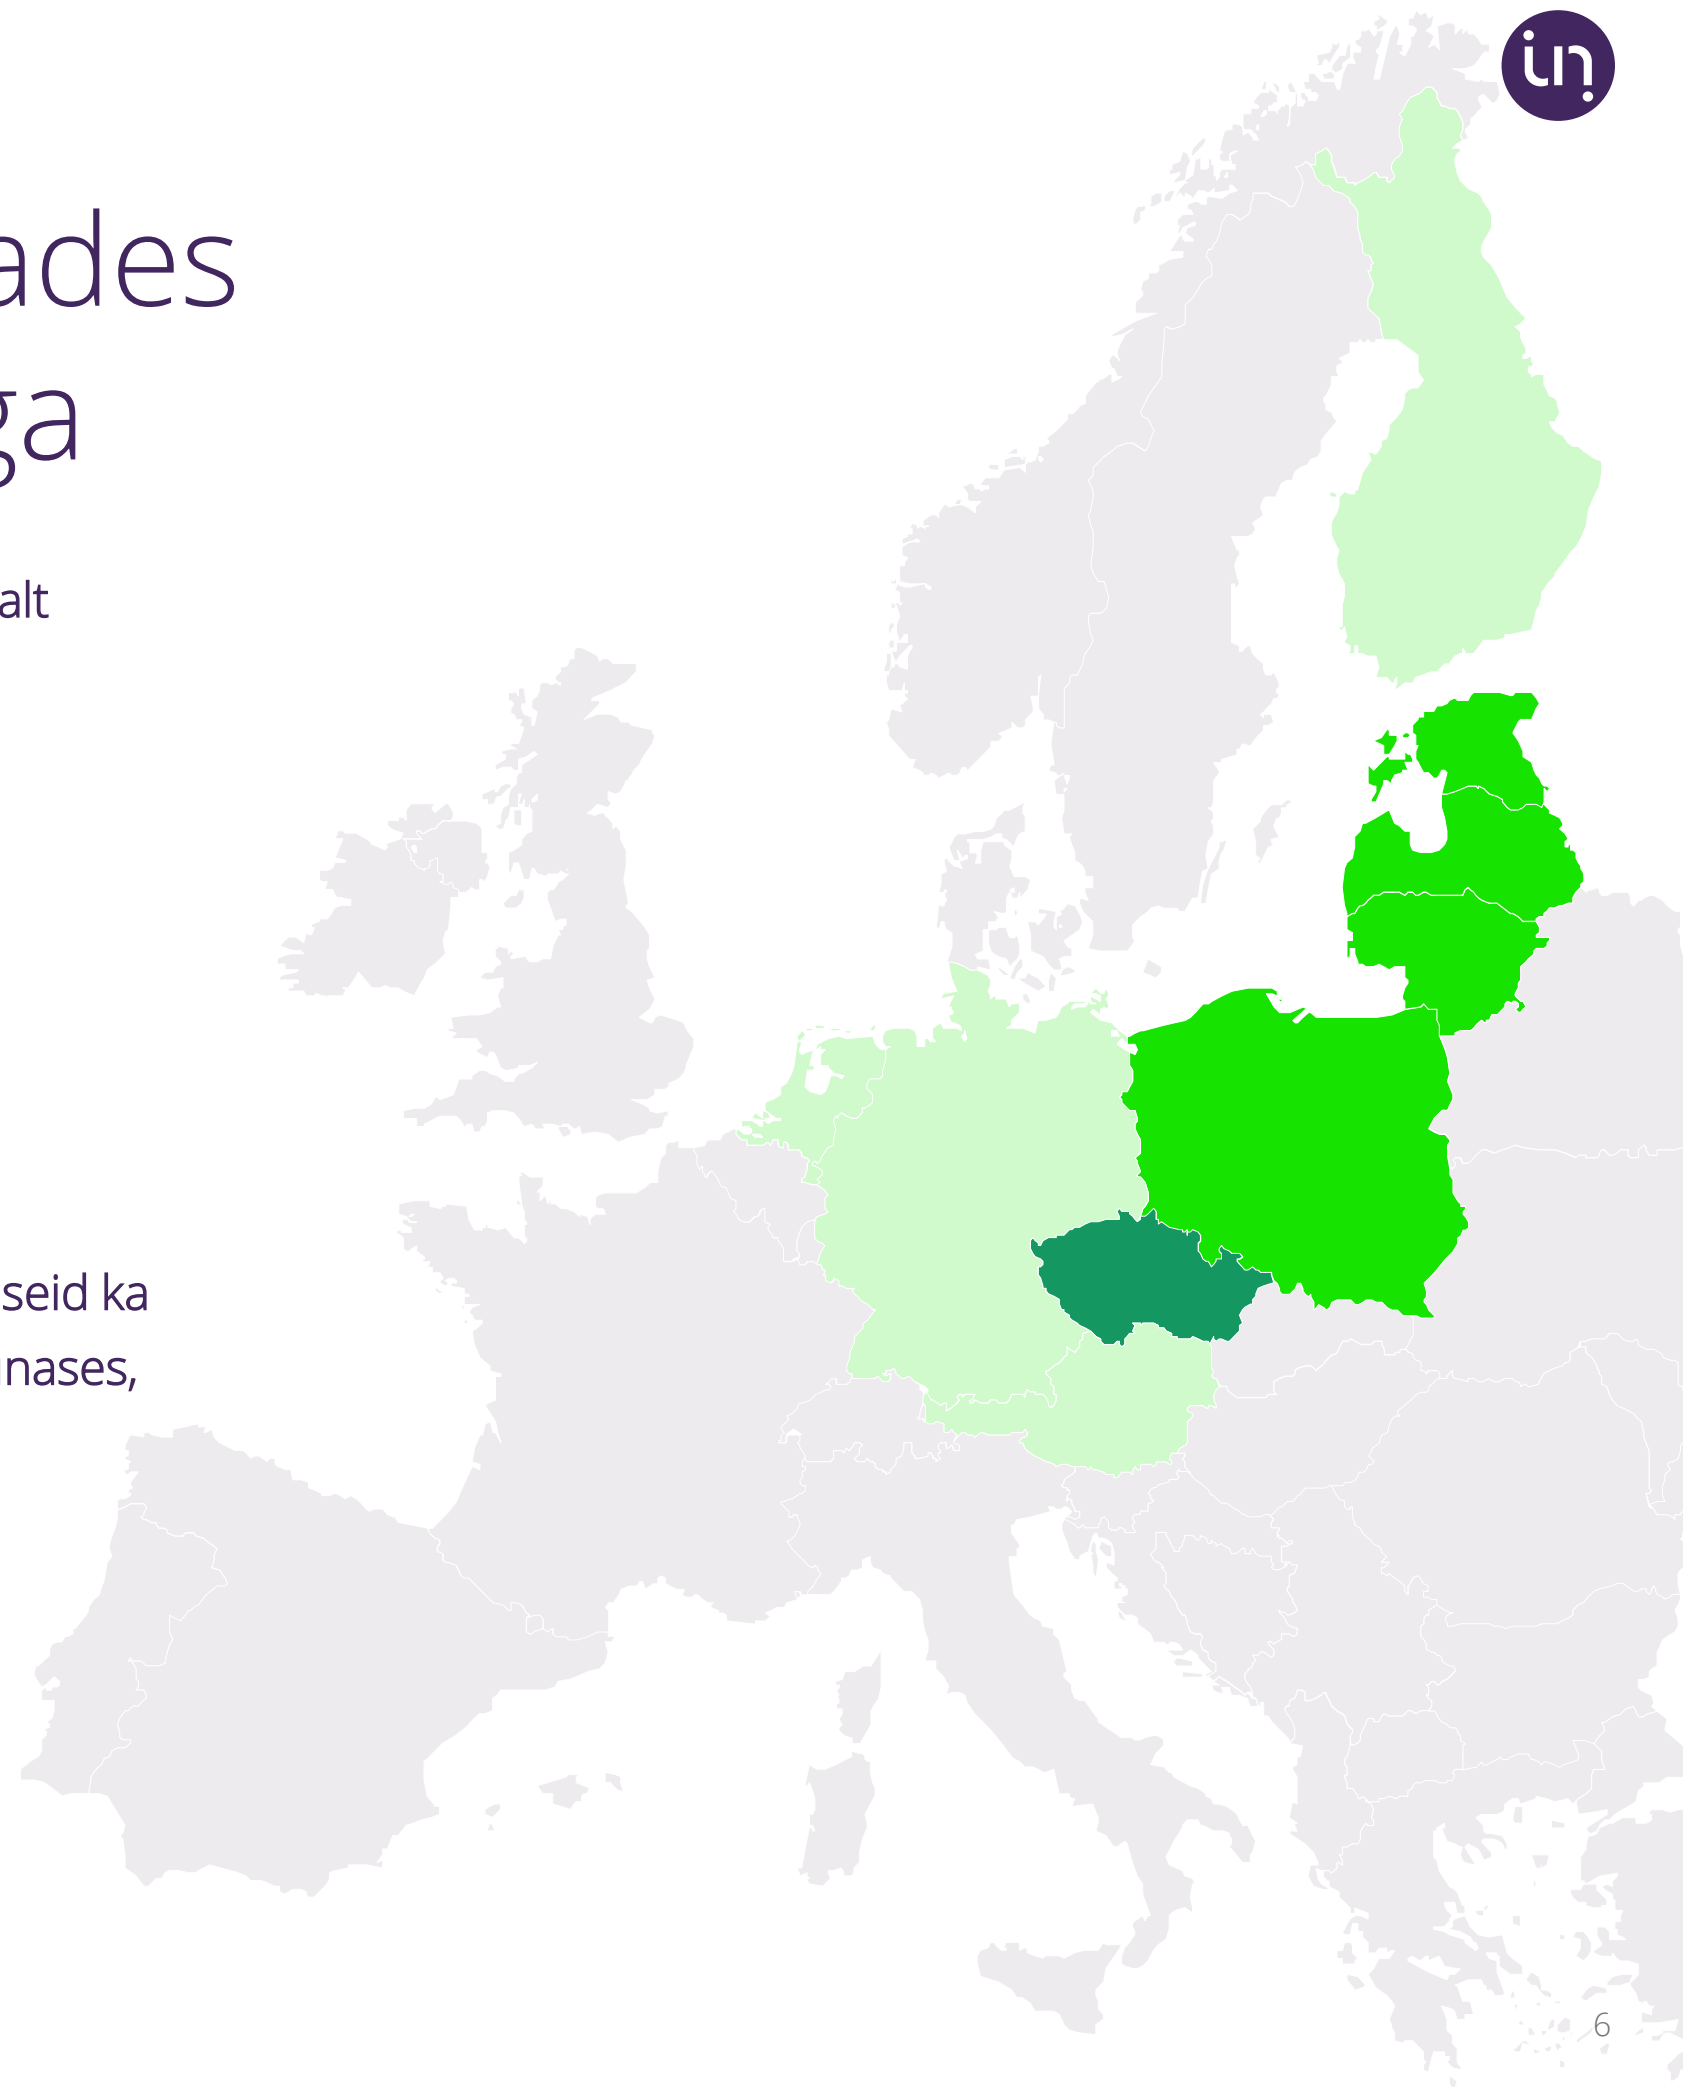 ades
ga
alt
seid ka
nases,
6